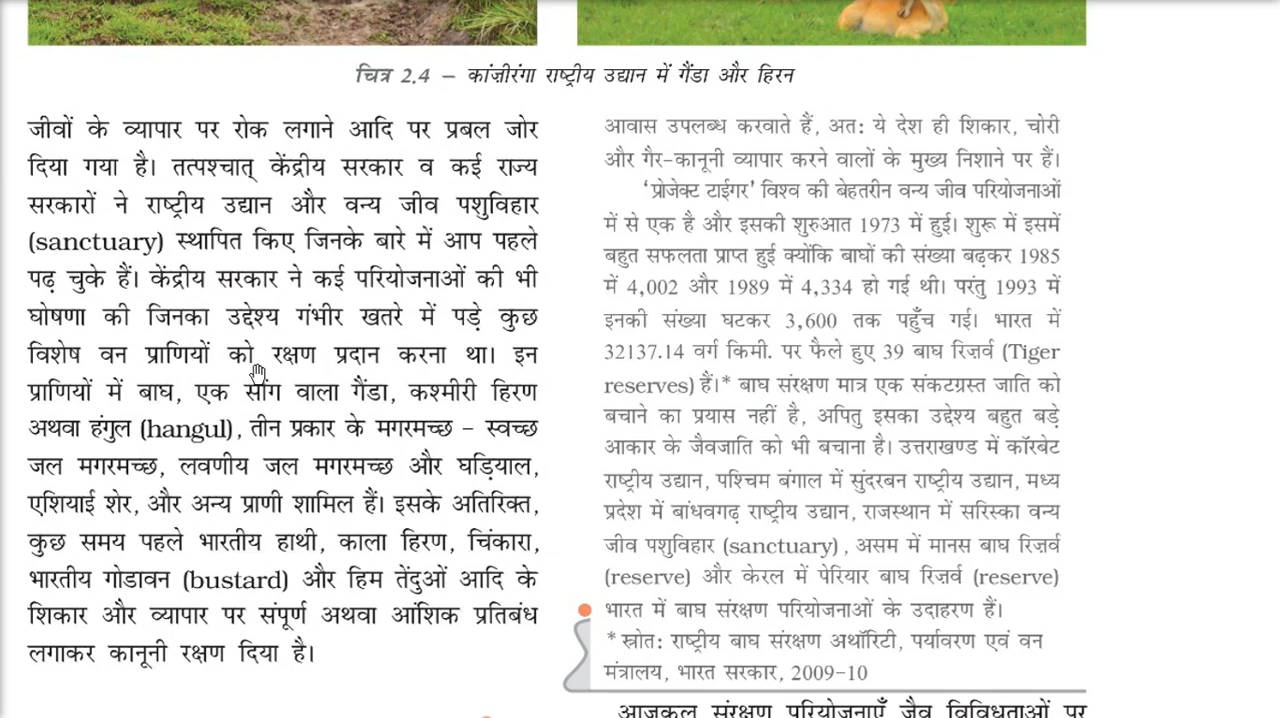 चित्र 2.4 – कांज़ीरंगा राष्ट्रीय उद्यान में गैंडा और हिरन
जीवों के व्यापार पर रोक लगाने आदि पर प्रबल जोर
दिया गया है। तत्पश्चात् केंद्रीय सरकार व कई राज्य
सरकारों ने राष्ट्रीय उद्यान और वन्य जीव पशुविहार
(sanctuary) स्थापित किए जिनके बारे में आप पहले
पढ़ चुके हैं। केंद्रीय सरकार ने कई परियोजनाओं की भी
घोषणा की जिनका उद्देश्य गंभीर खतरे में पड़े कुछ
विशेष वन प्राणियों को रक्षण प्रदान करना था। इन
प्राणियों में बाघ, एक सींग वाला गैंडा, कश्मीरी हिरण
अथवा हंगुल (hangul), तीन प्रकार के मगरमच्छ – स्वच्छ
जल मगरमच्छ, लवणीय जल मगरमच्छ और घड़ियाल,
एशियाई शेर, और अन्य प्राणी शामिल हैं। इसके अतिरिक्त,
कुछ समय पहले भारतीय हाथी, काला हिरण, चिंकारा,
भारतीय गोडावन (bustard) और हिम तेंदुओं आदि के
शिकार और व्यापार पर संपूर्ण अथवा आंशिक प्रतिबंध
लगाकर कानूनी रक्षण दिया है।
आवास उपलब्ध करवाते हैं, अतः ये देश ही शिकार, चोरी
और गैर-कानूनी व्यापार करने वालों के मुख्य निशाने पर हैं।
'प्रोजेक्ट टाईगर' विश्व की बेहतरीन वन्य जीव परियोजनाओं
में से एक है और इसकी शुरुआत 1973 में हुई। शुरू में इसमें
बहुत सफलता प्राप्त हुई क्योंकि बाघों की संख्या बढ़कर 1985
में 4,002 और 1989 में 4,334 हो गई थी। परंतु 1993 में
इनकी संख्या घटकर 3,600 तक पहुँच गई। भारत में
32137.14 वर्ग किमी. पर फैले हुए 39 बाघ रिज़र्व (Tiger
reserves) हैं।* बाघ संरक्षण मात्र एक संकटग्रस्त जाति को
बचाने का प्रयास नहीं है, अपितु इसका उद्देश्य बहुत बड़े
आकार के जैवजाति को भी बचाना है। उत्तराखण्ड में कॉरबेट
राष्ट्रीय उद्यान, पश्चिम बंगाल में सुंदरबन राष्ट्रीय उद्यान, मध्य
प्रदेश में बांधवगढ़ राष्ट्रीय उद्यान, राजस्थान में सरिस्का वन्य
जीव पशुविहार (sanctuary), असम में मानस बाघ रिज़र्व
(reserve) और केरल में पेरियार बाघ रिज़र्व (reserve)
भारत में बाघ संरक्षण परियोजनाओं के उदाहरण हैं।
* स्रोत: राष्ट्रीय बाघ संरक्षण अथॉरिटी, पर्यावरण एवं वन
मंत्रालय, भारत सरकार, 2009-10
आजकल संरक्षण परियोजनाएँ जैव विविधताओं पर